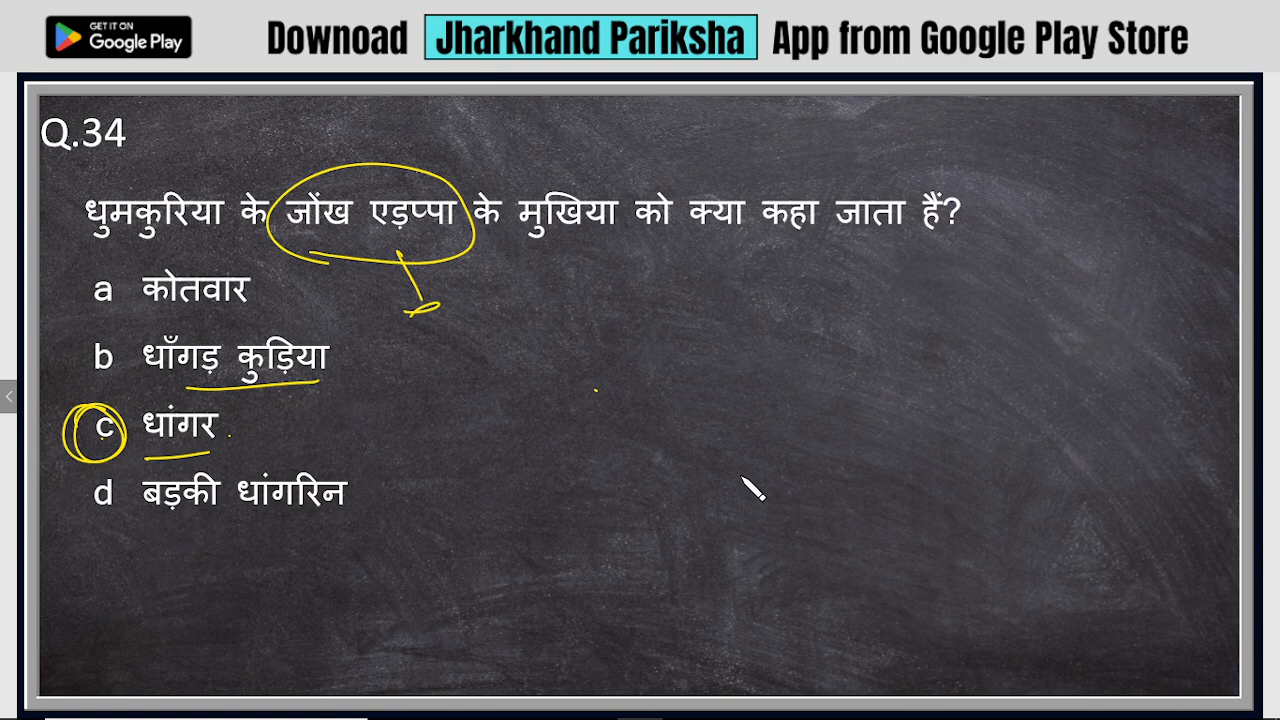 GET IT ON
Google Play
Downoad Jharkhand Pariksha App from Google Play Store
Q.34
धुमकुरिया के जोंख एड़प्पा के मुखिया को क्या कहा जाता हैं?
a कोतवार
b धाँगड़ कुड़िया
c धांगर
d बड़की धांगरिन